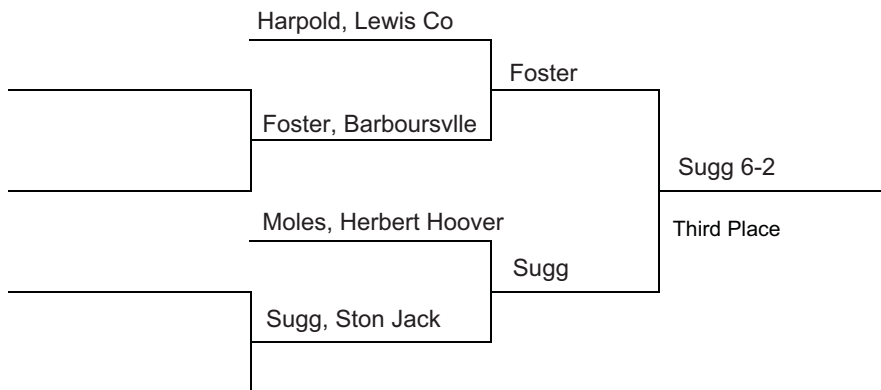 Harpold, Lewis Co
Foster
Foster, Barboursvlle
Sugg 6-2
Moles, Herbert Hoover
Third Place
Sugg
Sugg, Ston Jack